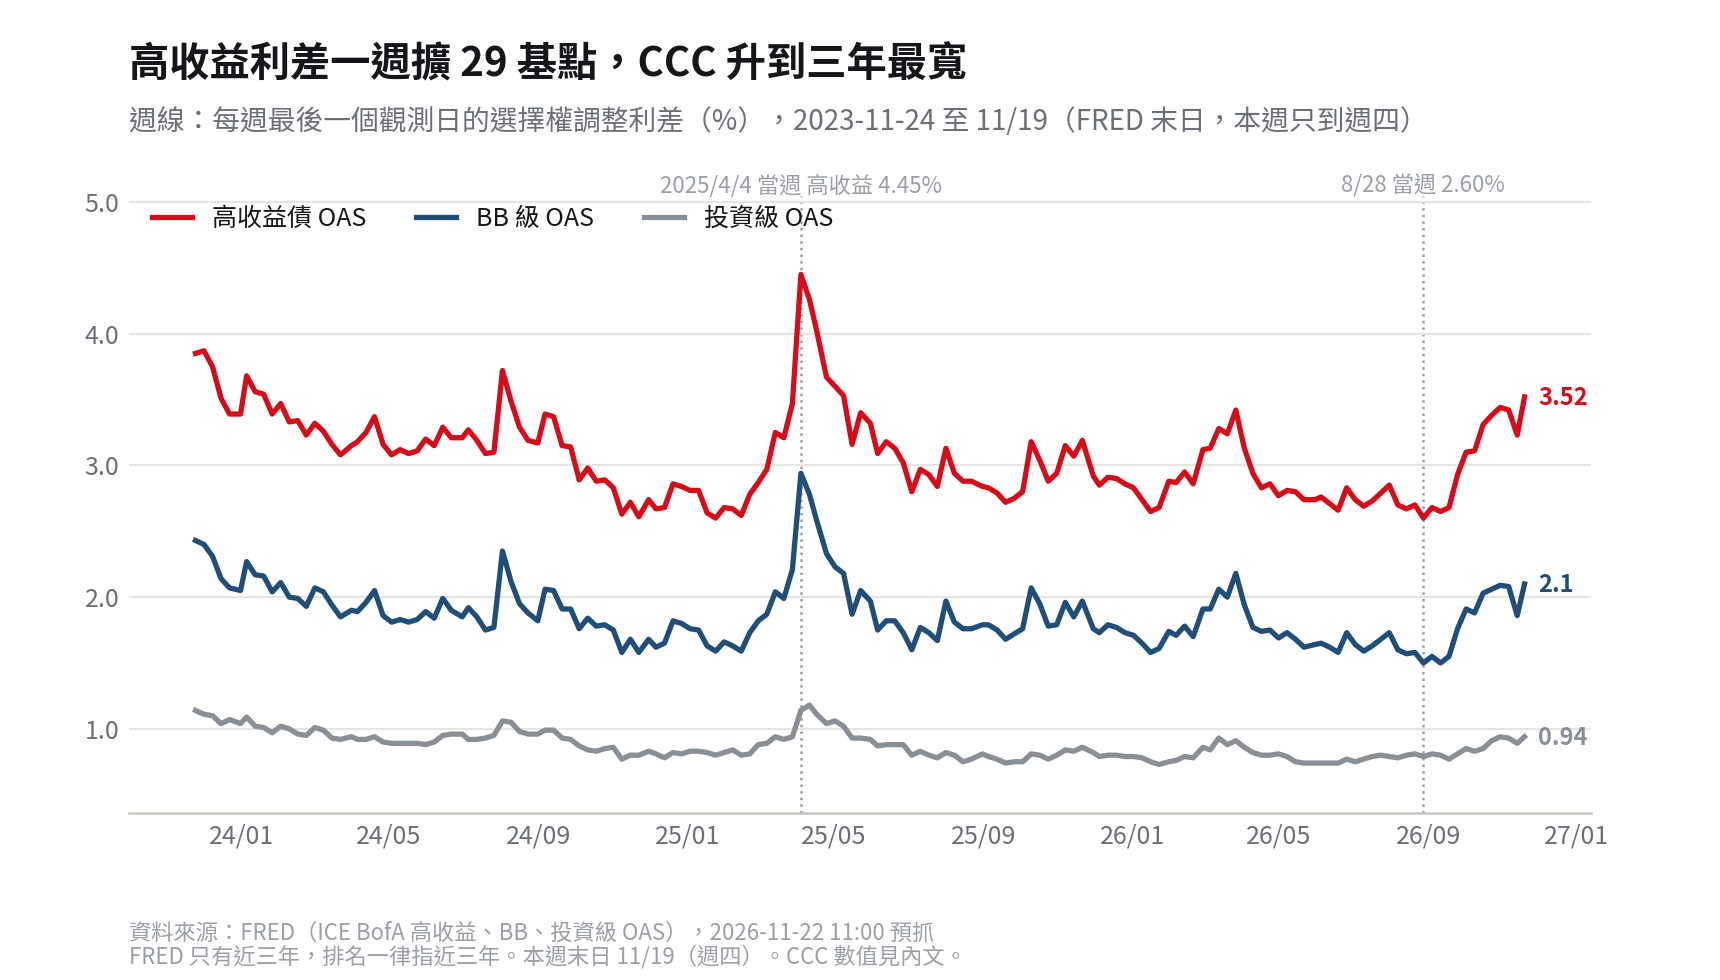 高收益利差一週擴 29 基點，CCC 升到三年最寬
週線：每週最後一個觀測日的選擇權調整利差（%），2023-11-24 至 11/19（FRED 末日，本週只到週四）
2025/4/4 當週 高收益 4.45%
8/28 當週 2.60%
5.0
高收益債 OAS
BB 級 OAS
投資級 OAS
4.0
3.52
3.0
2.1
2.0
1.0
0.94
24/01
24/05
24/09
25/01
25/05
25/09
26/01
26/05
26/09
27/01
資料來源：FRED（ICE BofA 高收益、BB、投資級 OAS），2026-11-22 11:00 預抓
FRED 只有近三年，排名一律指近三年。本週末日 11/19（週四）。CCC 數值見內文。